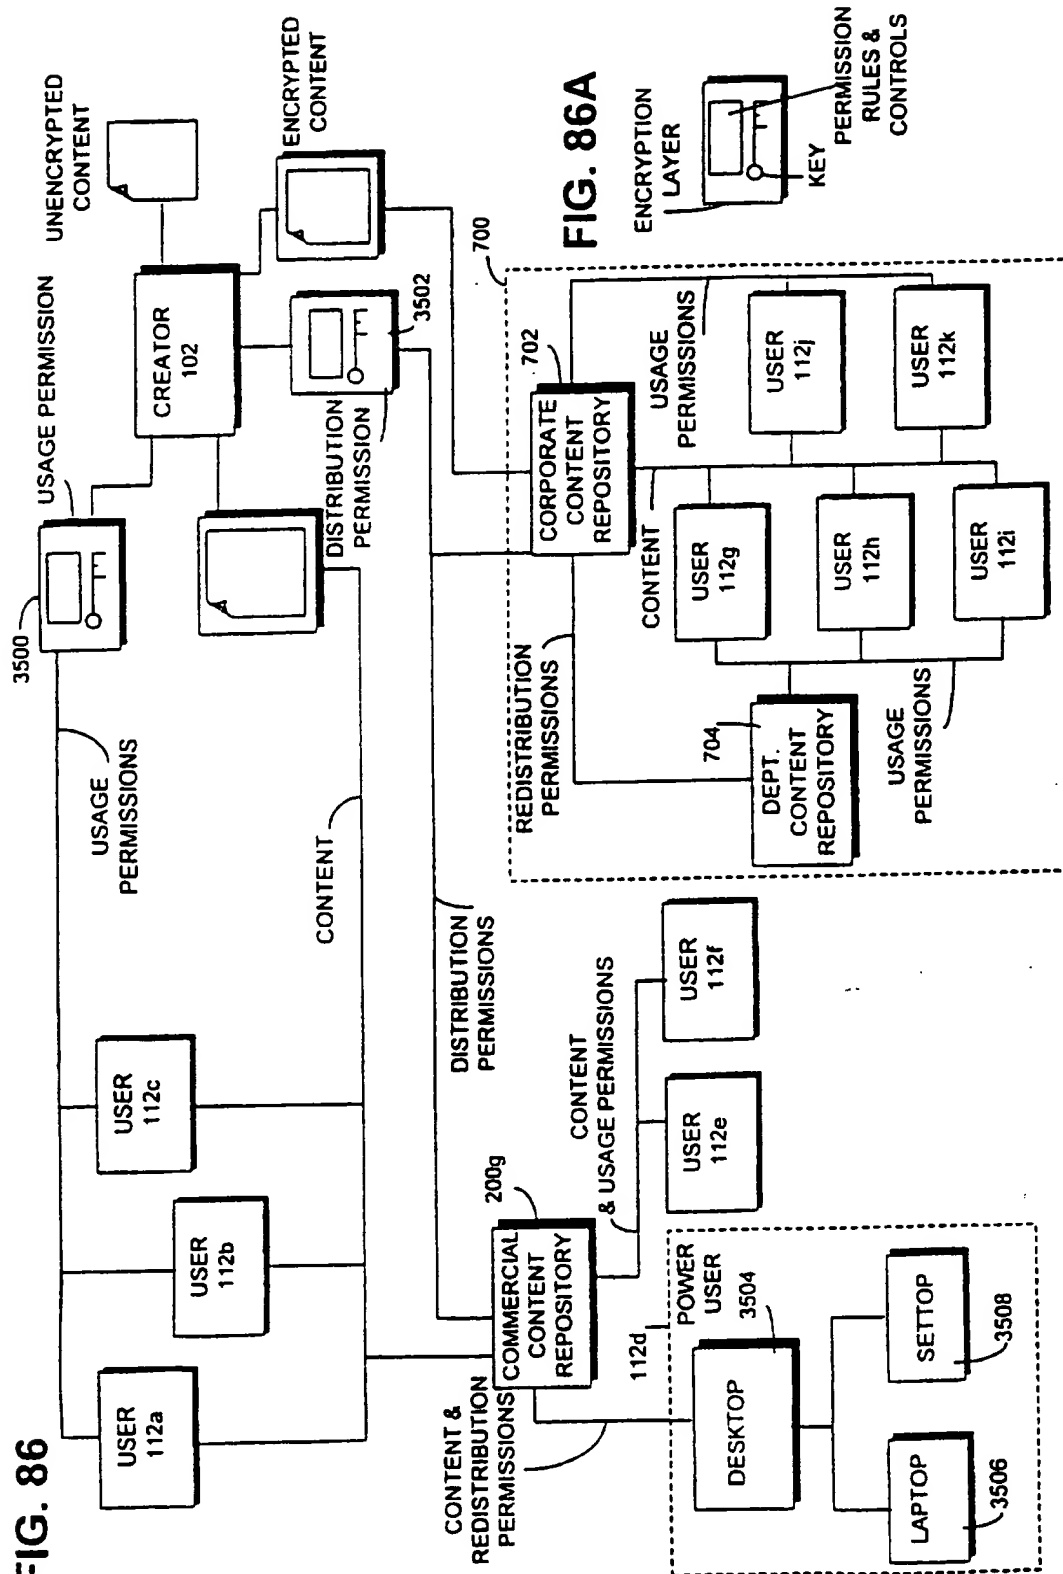 FIG. 86
USER
112a
USER
112b
USER
112c
USAGE
PERMISSIONS
3500
USAGE PERMISSION
CREATOR
102
UNENCRYPTED
CONTENT
ENCRYPTED
CONTENT
CONTENT
DISTRIBUTION
PERMISSION
3502
DISTRIBUTION
PERMISSIONS
CONTENT &
REDISTRIBUTION
PERMISSIONS
COMMERCIAL
CONTENT
REPOSITORY
200g
CONTENT
& USAGE PERMISSIONS
USER
112e
USER
112f
112d
POWER
USER
DESKTOP
3504
LAPTOP
3506
SETTOP
3508
700
REDISTRIBUTION
PERMISSIONS
CORPORATE
CONTENT
REPOSITORY
702
CONTENT
USAGE
PERMISSIONS
704
DEPT.
CONTENT
REPOSITORY
USER
112g
USER
112h
USER
112i
USER
112j
USER
112k
USAGE
PERMISSIONS
FIG. 86A
ENCRYPTION
LAYER
KEY
PERMISSION
RULES &
CONTROLS